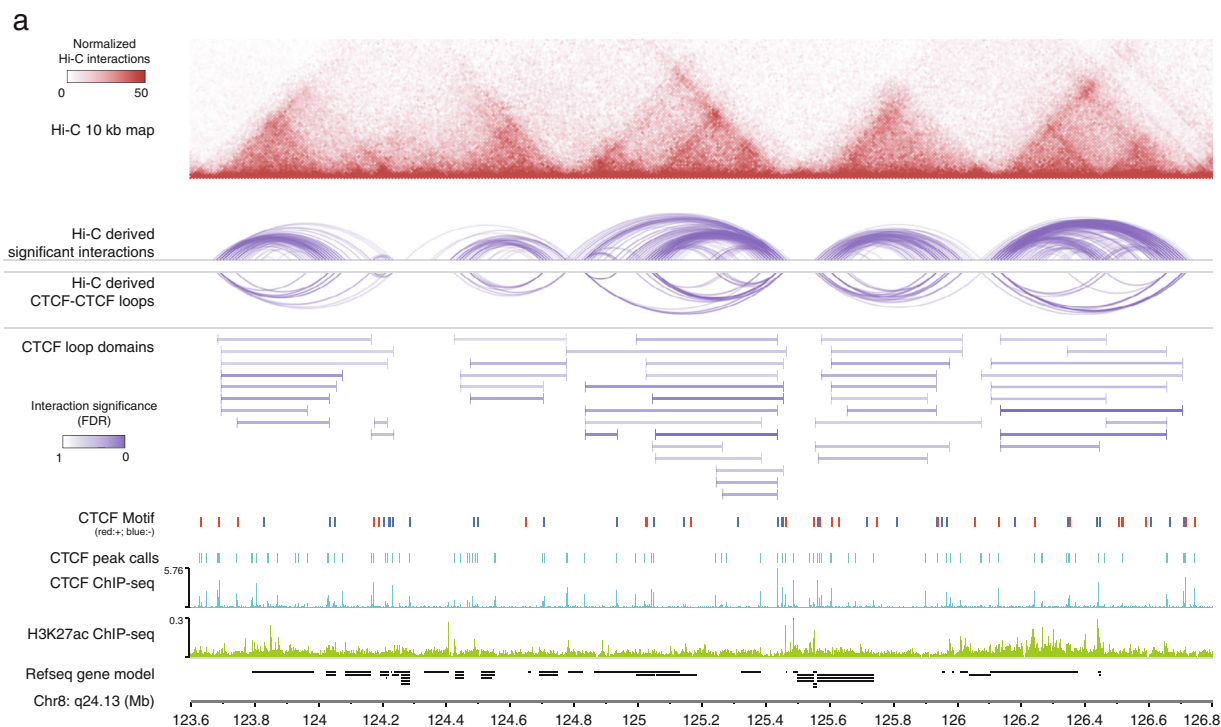 a
Normalized
Hi-C interactions
0 50
Hi-C 10 kb map
Hi-C derived
significant interactions
Hi-C derived
CTCF-CTCF loops
CTCF loop domains
Interaction significance
(FDR)
1 0
CTCF Motif
(red:+; blue:-)
CTCF peak calls
5.76
CTCF ChIP-seq
0.3
H3K27ac ChIP-seq
Refseq gene model
Chr8: q24.13 (Mb)
123.6 123.8 124 124.2 124.4 124.6 124.8 125 125.2 125.4 125.6 125.8 126 126.2 126.4 126.6